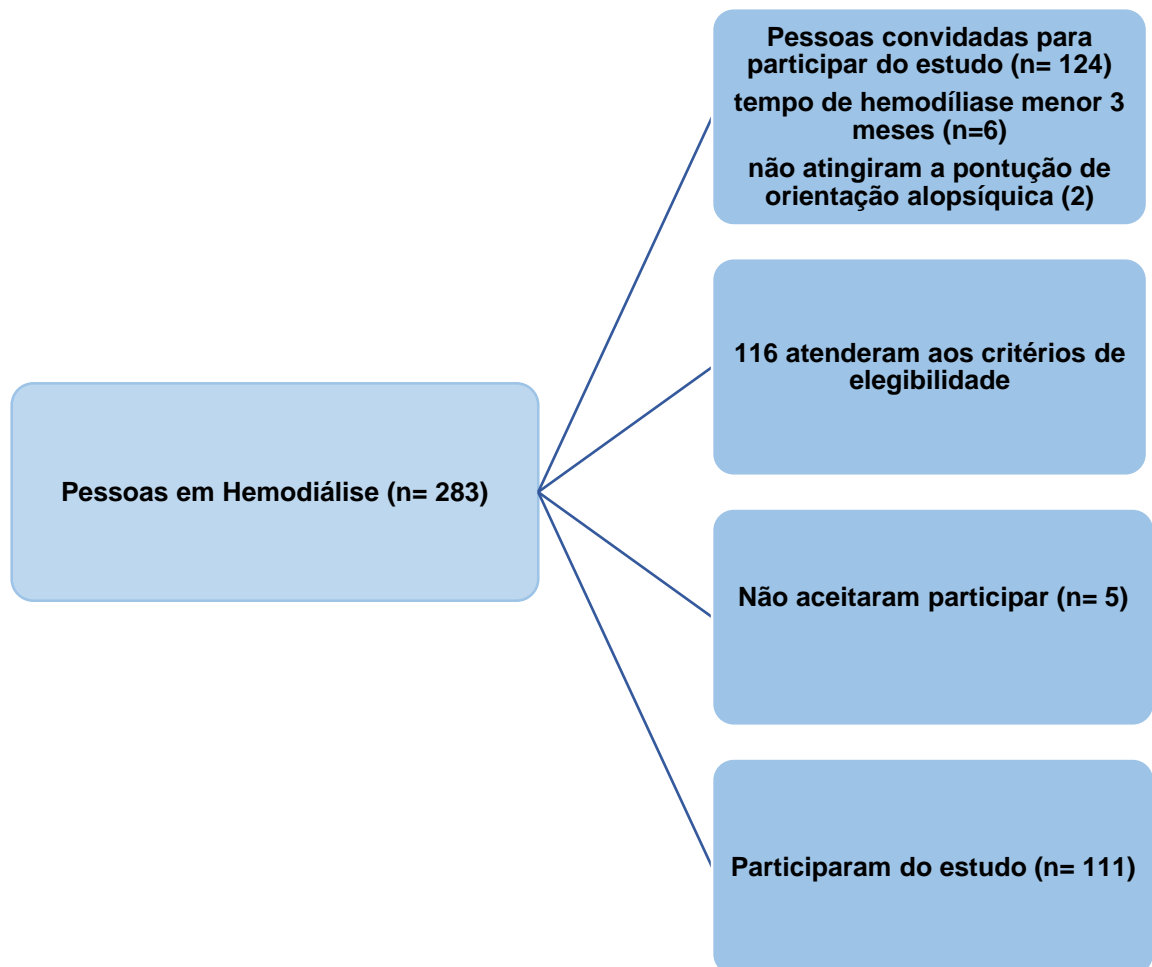 Pessoas convidadas para
participar do estudo (n= 124)
tempo de hemodíliase menor 3
meses (n=6)
não atingiram a pontução de
orientação alopsíquica (2)
116 atenderam aos critérios de
elegibilidade
Pessoas em Hemodiálise (n= 283)
Não aceitaram participar (n= 5)
Participaram do estudo (n= 111)